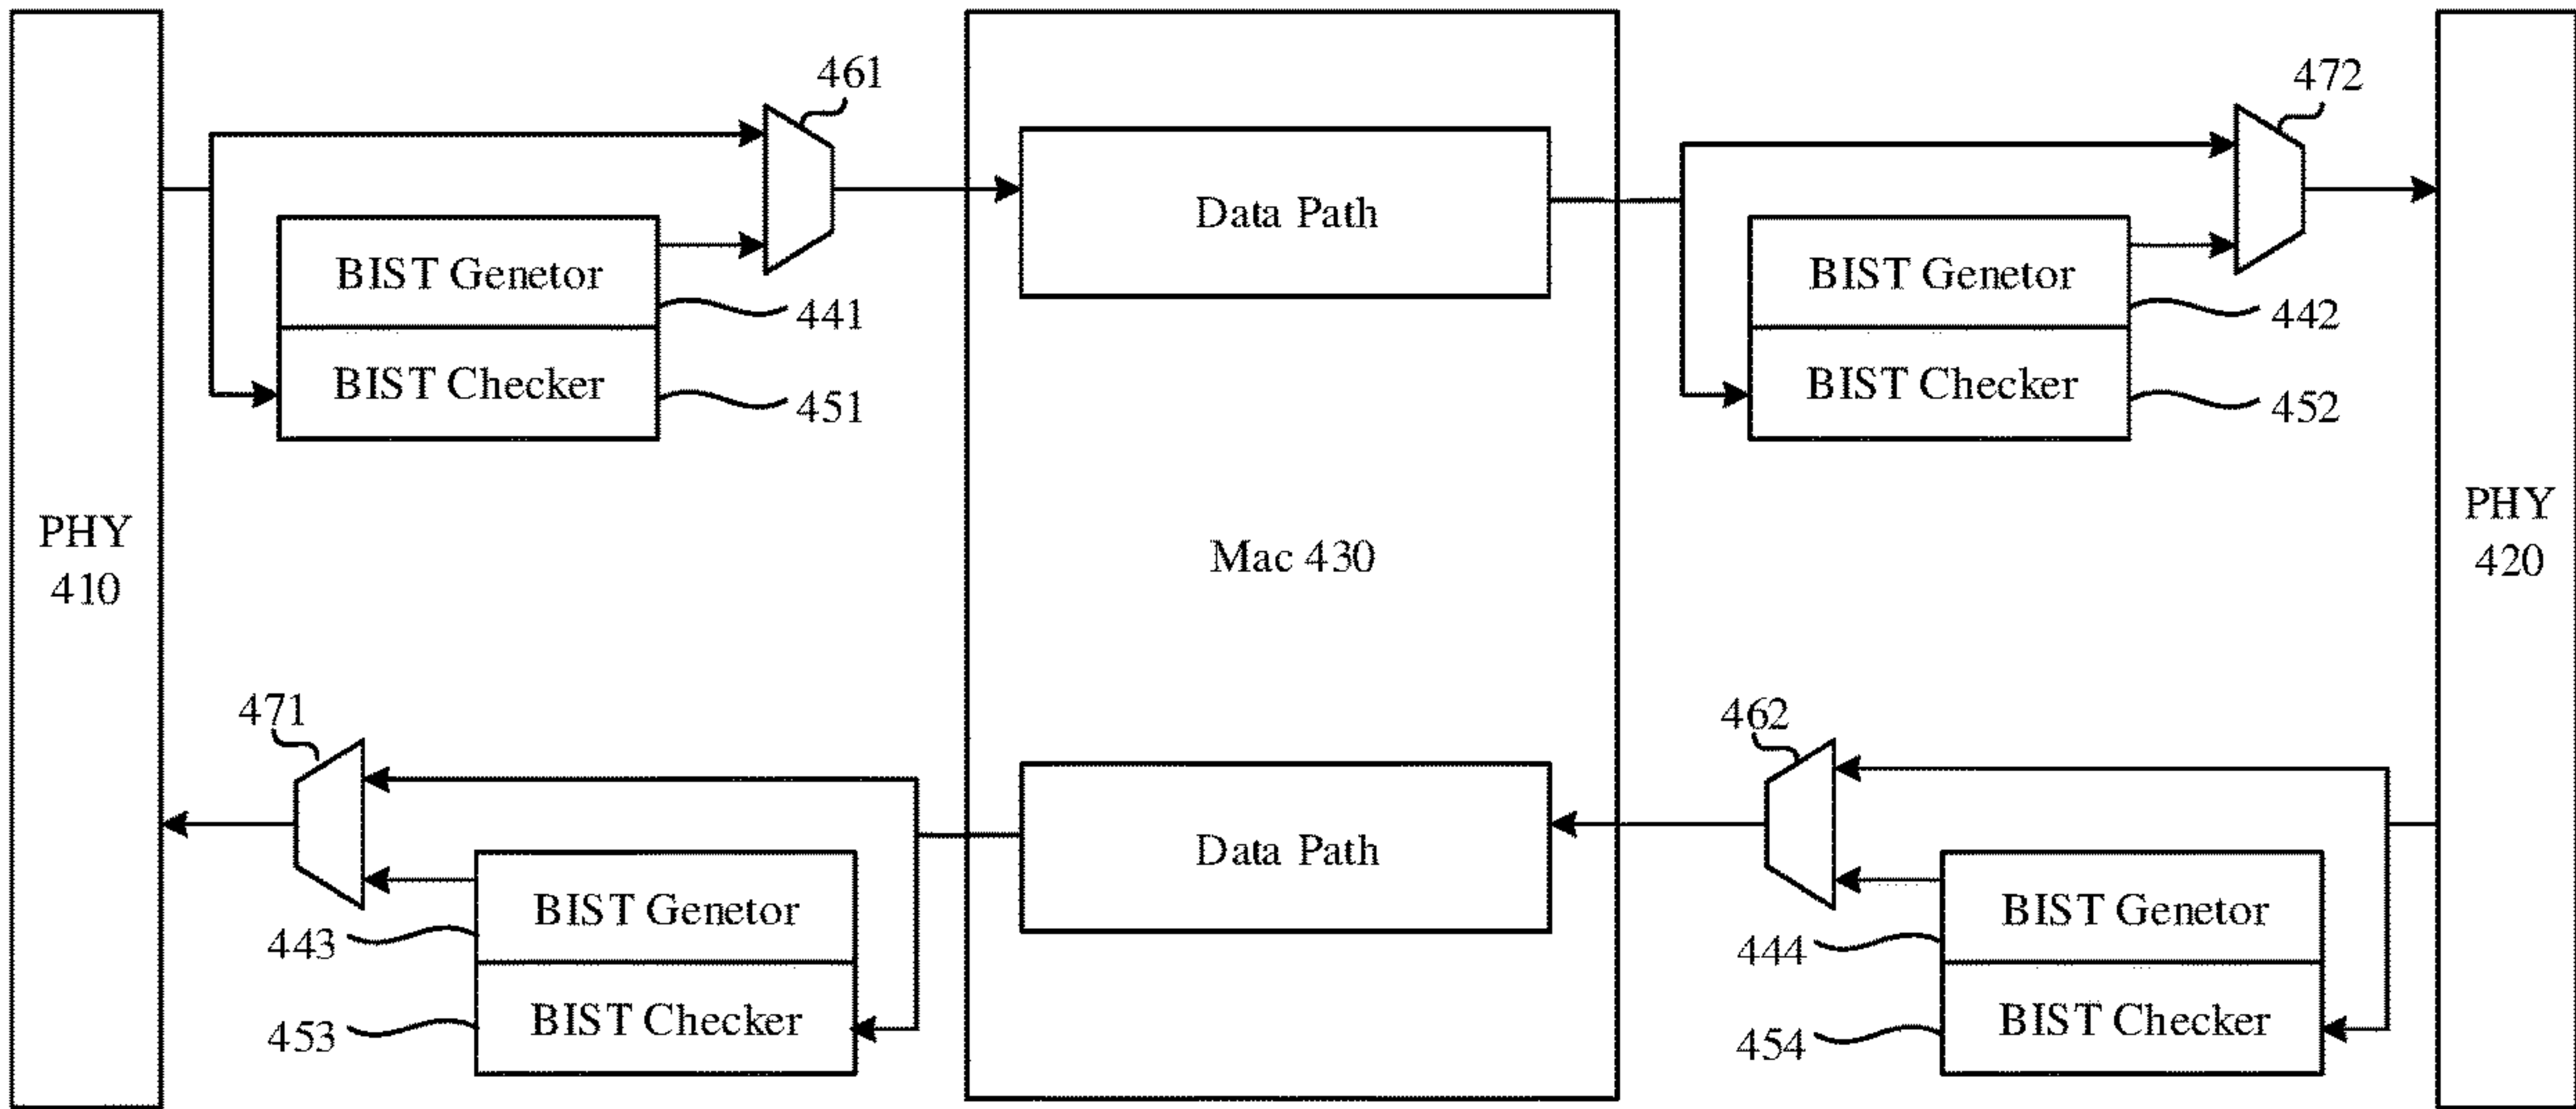 461
472
Data Path
Data Path
BIST Genetor
441
BIST Checker
451
BIST Genetor
442
BIST Checker
452
PHY
410
Mac 430
PHY
420
471
462
BIST Genetor
443
BIST Checker
453
BIST Genetor
444
BIST Checker
454